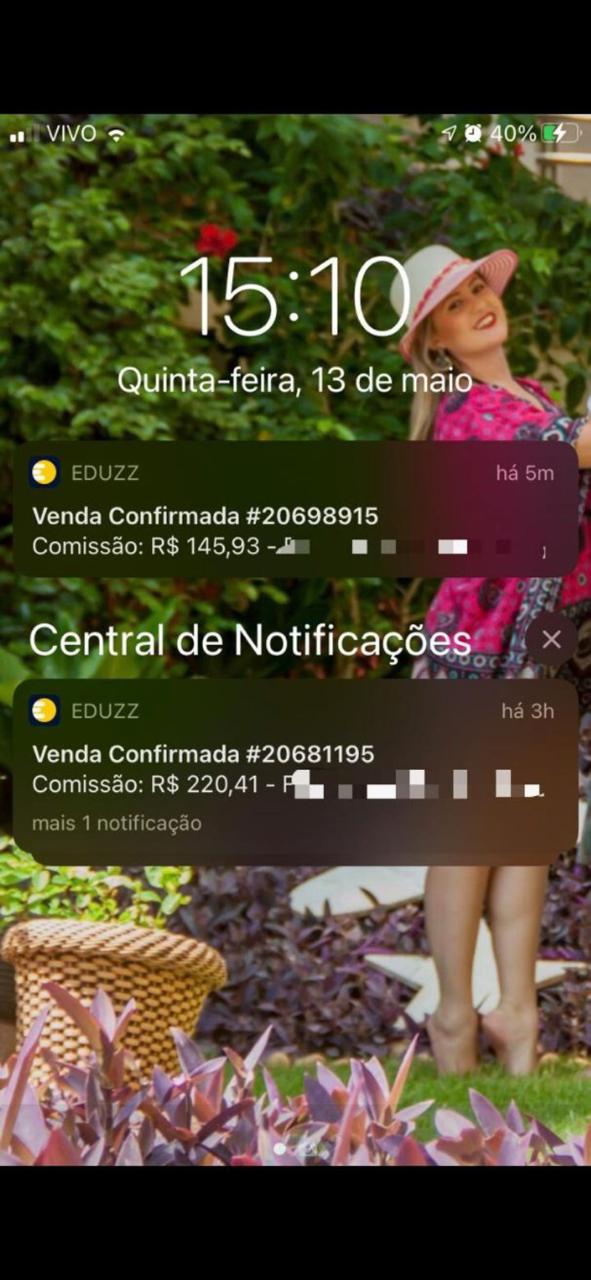 VIVO 40%
15:10
Quinta-feira, 13 de maio
EDUZZ há 5m
Venda Confirmada #20698915
Comissão: R$ 145,93 -
Central de Notificações
EDUZZ há 3h
Venda Confirmada #20681195
Comissão: R$ 220,41 -
mais 1 notificação